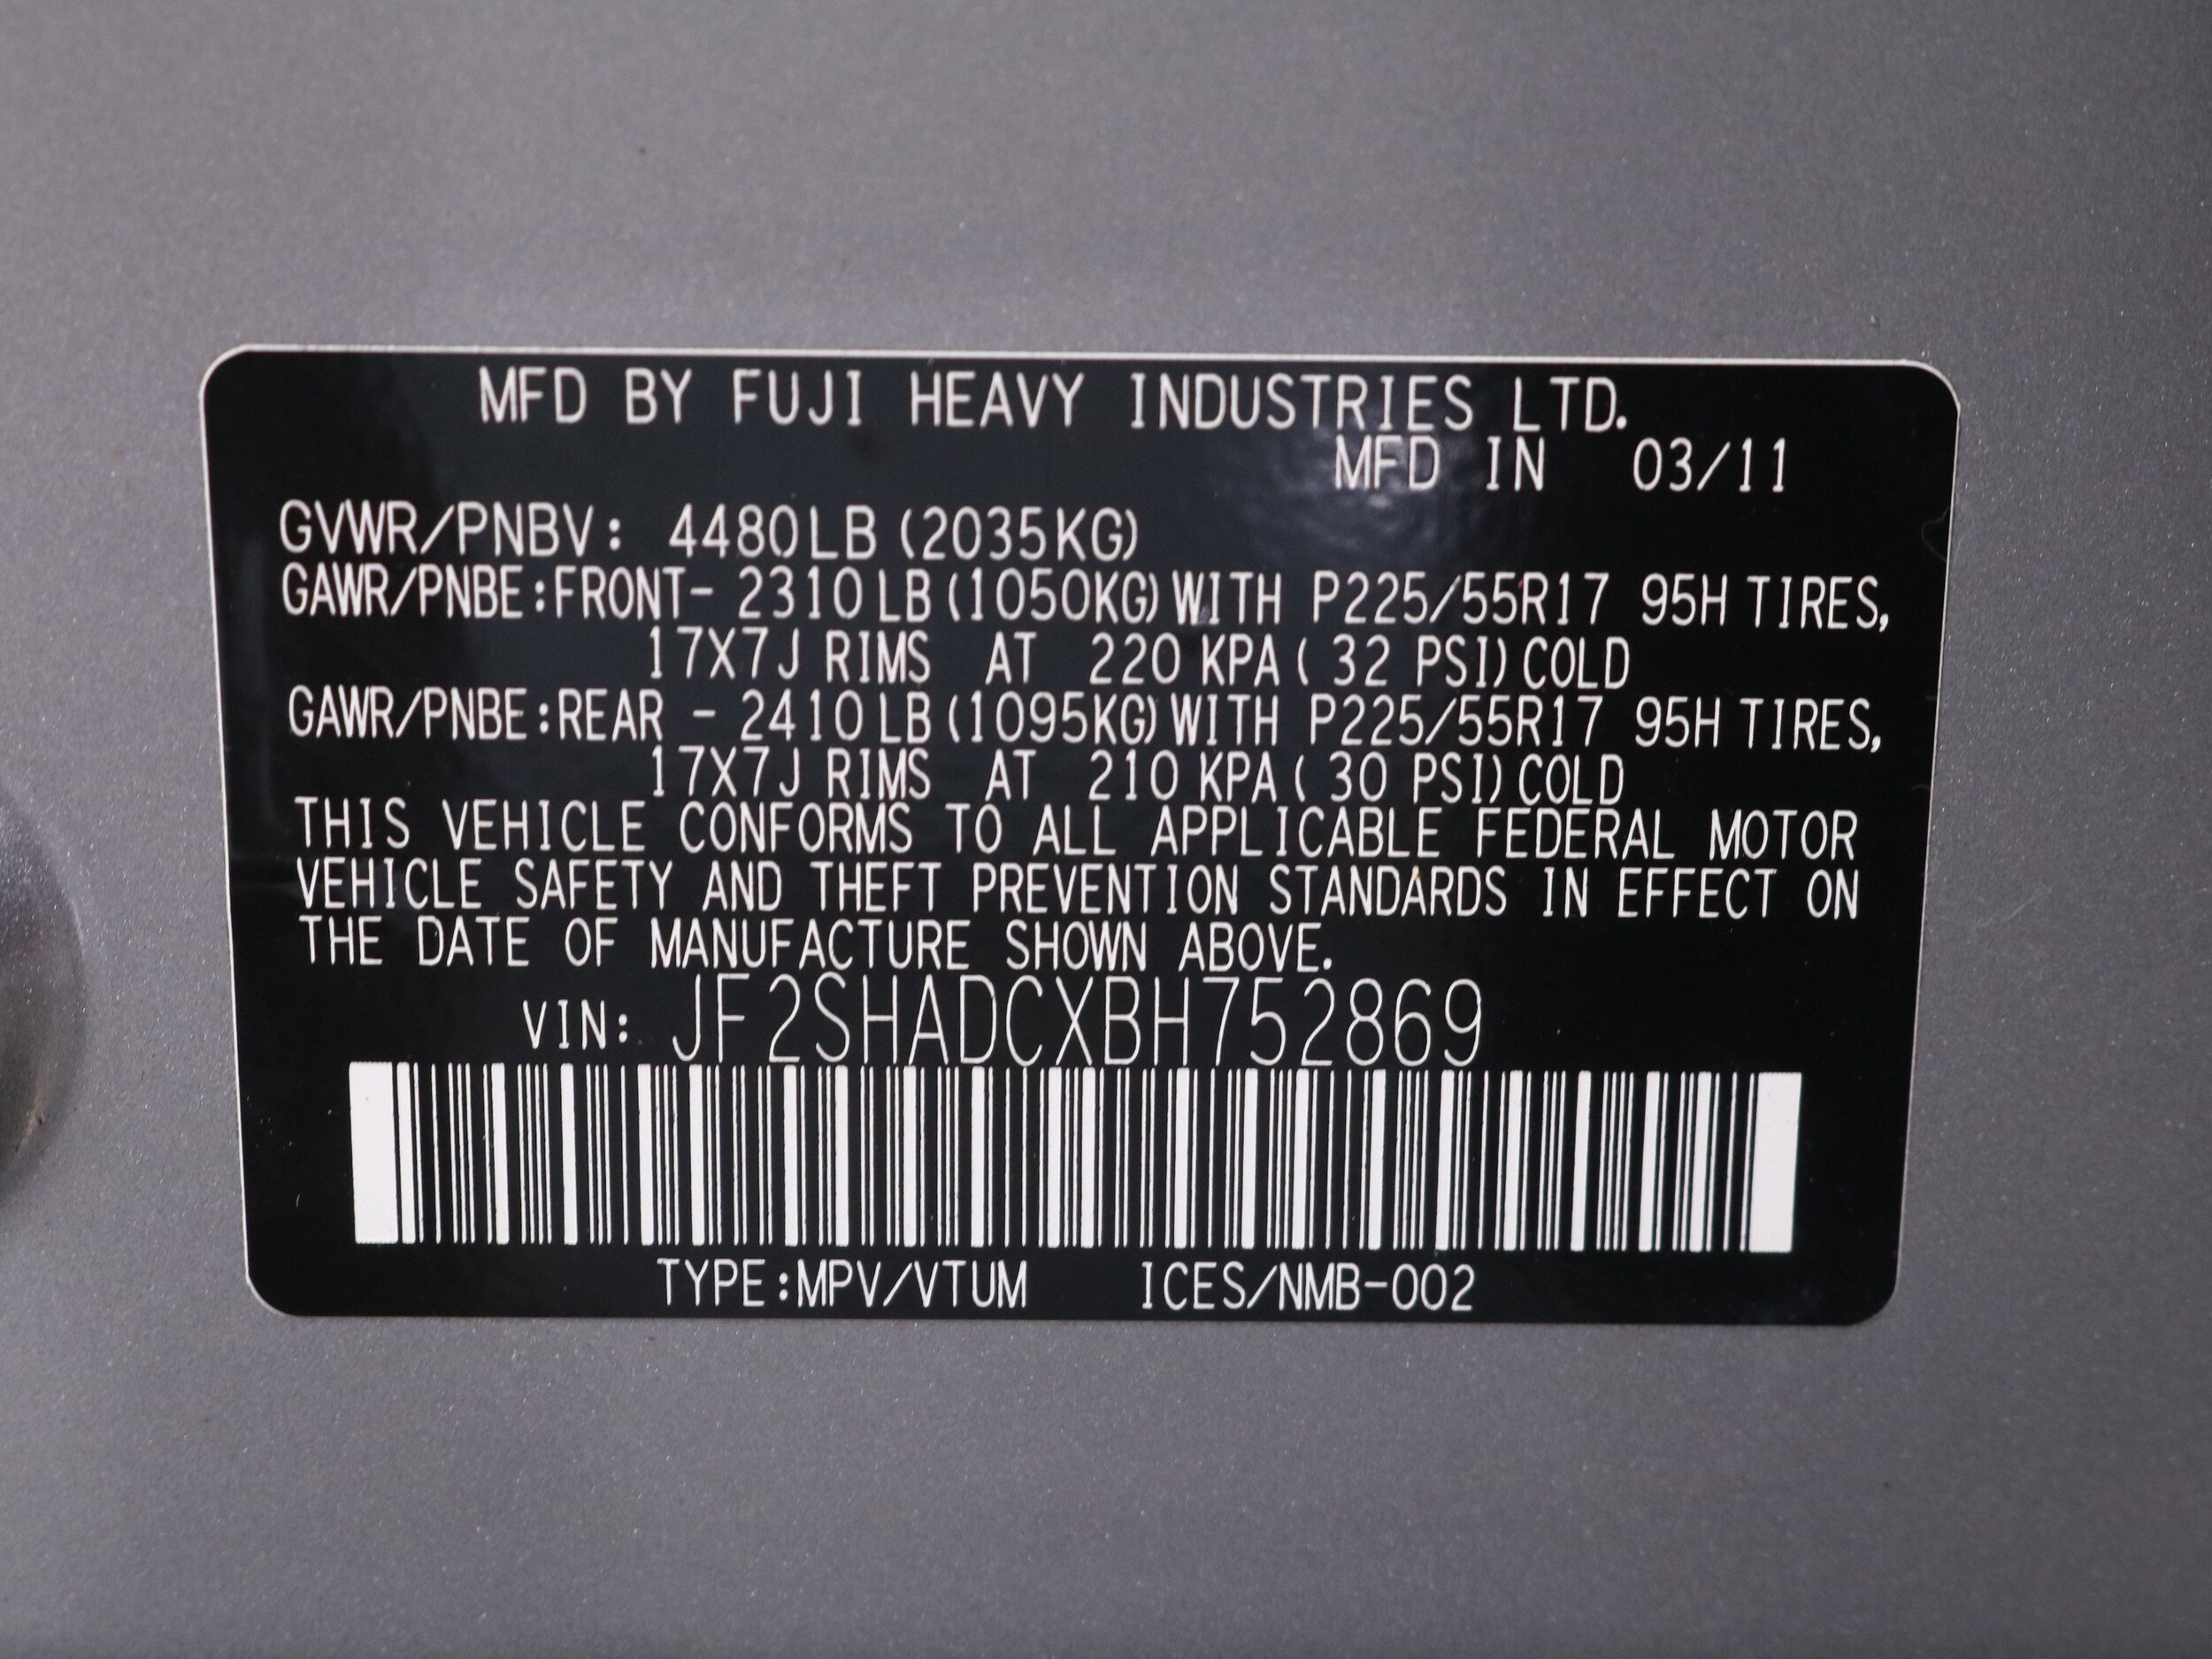 MFD BY FUJI HEAVY INDUSTRIES LTD.
MFD IN 03/11
GVWR/PNBV: 4480LB (2035KG)
GAWR/PNBE:FRONT- 2310LB (1050KG) WITH P225/55R17 95H TIRES,
17X7J RIMS AT 220 KPA ( 32 PSI) COLD
GAWR/PNBE:REAR - 2410LB (1095KG) WITH P225/55R17 95H TIRES,
17X7J RIMS AT 210 KPA ( 30 PSI) COLD
THIS VEHICLE CONFORMS TO ALL APPLICABLE FEDERAL MOTOR
VEHICLE SAFETY AND THEFT PREVENTION STANDARDS IN EFFECT ON
THE DATE OF MANUFACTURE SHOWN ABOVE.
VIN: JF2SHADCXBH752869
TYPE:MPV/VTUM ICES/NMB-002